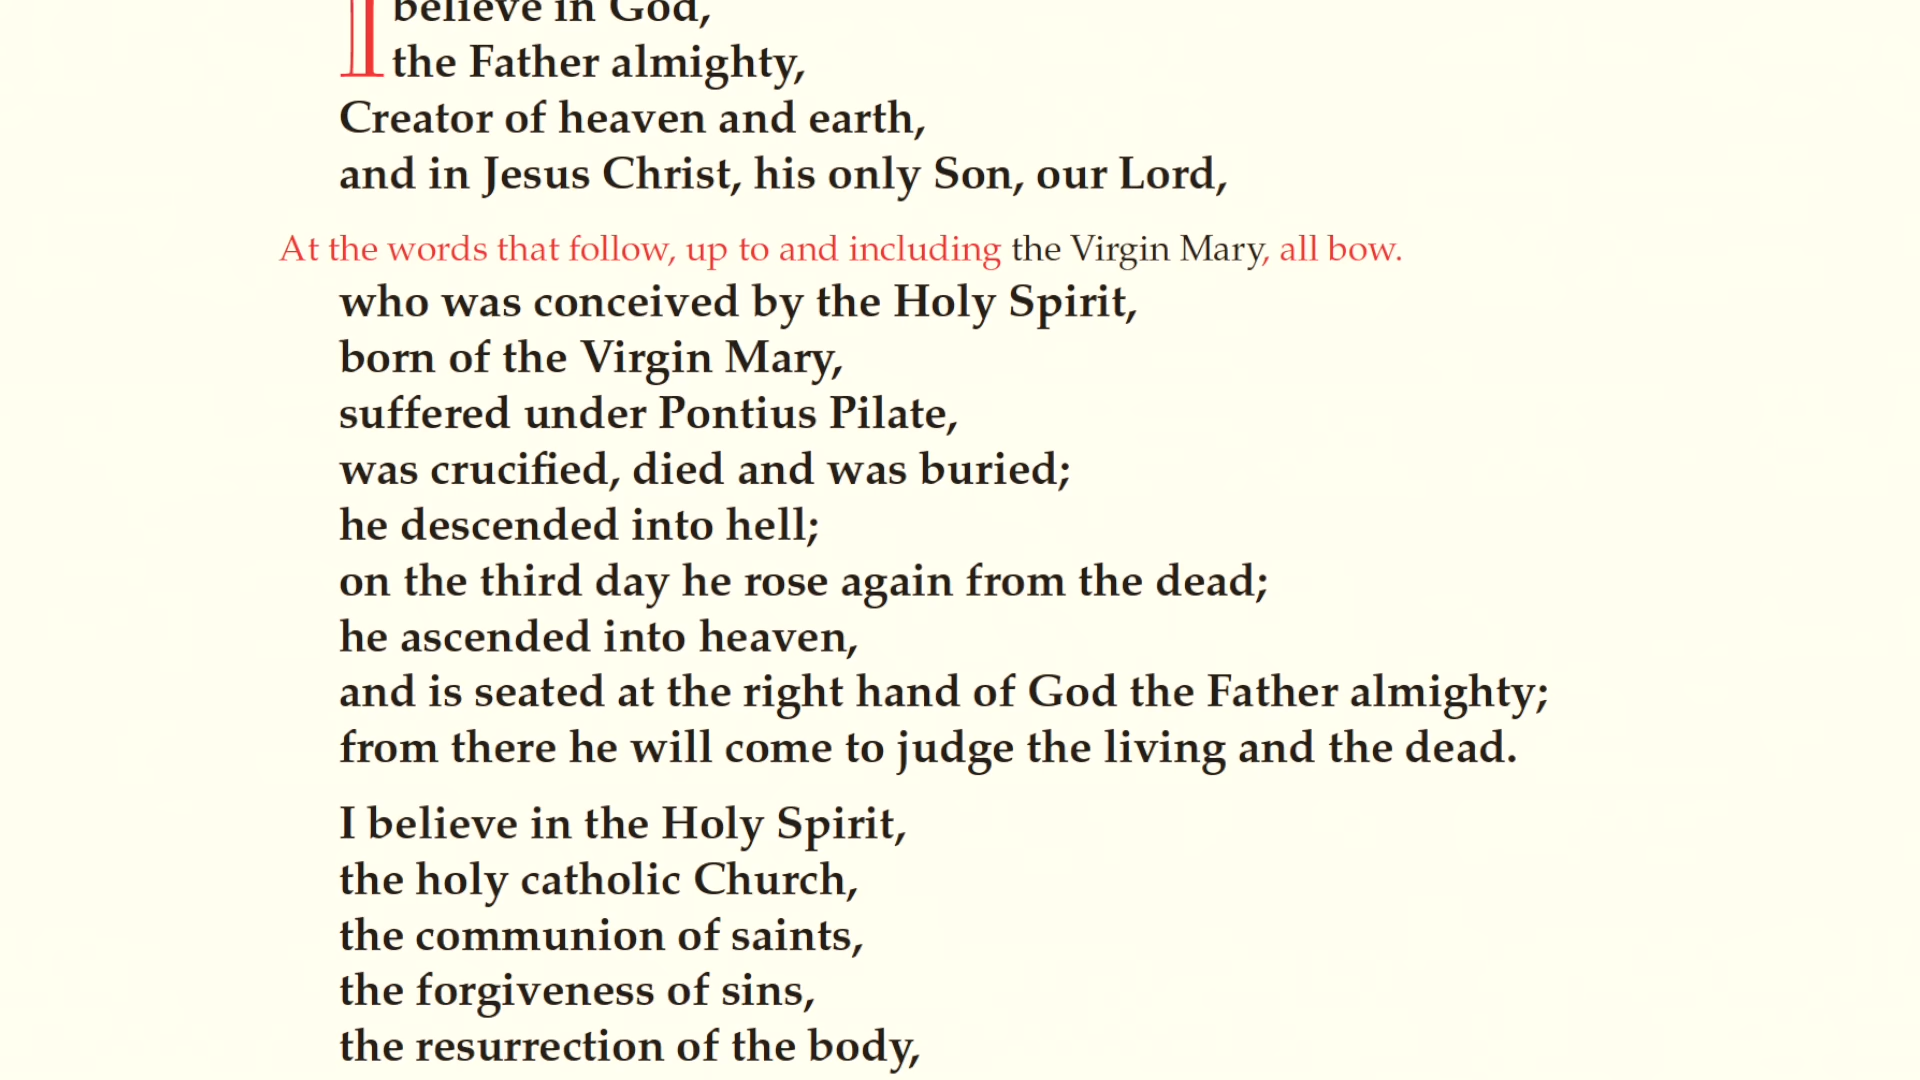 I believe in God,
the Father almighty,
Creator of heaven and earth,
and in Jesus Christ, his only Son, our Lord,
At the words that follow, up to and including the Virgin Mary, all bow.
who was conceived by the Holy Spirit,
born of the Virgin Mary,
suffered under Pontius Pilate,
was crucified, died and was buried;
he descended into hell;
on the third day he rose again from the dead;
he ascended into heaven,
and is seated at the right hand of God the Father almighty;
from there he will come to judge the living and the dead.
I believe in the Holy Spirit,
the holy catholic Church,
the communion of saints,
the forgiveness of sins,
the resurrection of the body,